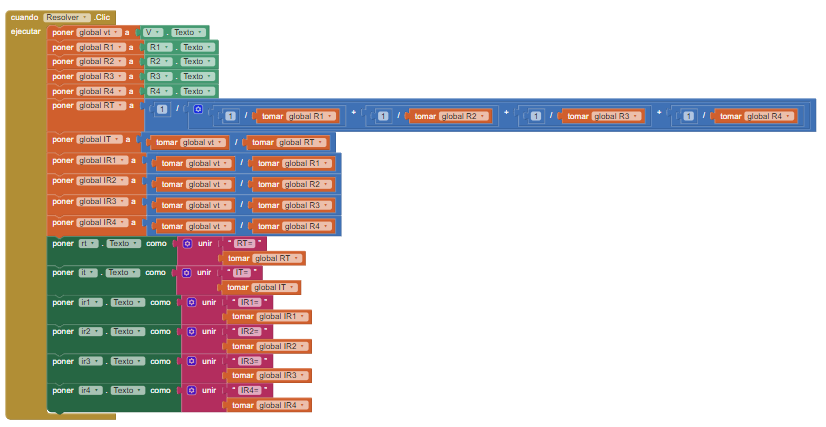 cuando Resolver .Clic
ejecutar poner global vt a V . Texto
poner global R1 a R1 . Texto
poner global R2 a R2 . Texto
poner global R3 a R3 . Texto
poner global R4 a R4 . Texto
poner global RT a 1 / 1 / tomar global R1 + 1 / tomar global R2 + 1 / tomar global R3 + 1 / tomar global R4
poner global IT a tomar global vt / tomar global RT
poner global IR1 a tomar global vt / tomar global R1
poner global IR2 a tomar global vt / tomar global R2
poner global IR3 a tomar global vt / tomar global R3
poner global IR4 a tomar global vt / tomar global R4
poner rt . Texto como unir " RT= "
tomar global RT
poner it . Texto como unir " IT= "
tomar global IT
poner ir1 . Texto como unir " IR1= "
tomar global IR1
poner ir2 . Texto como unir " IR2= "
tomar global IR2
poner ir3 . Texto como unir " IR3= "
tomar global IR3
poner ir4 . Texto como unir " IR4= "
tomar global IR4